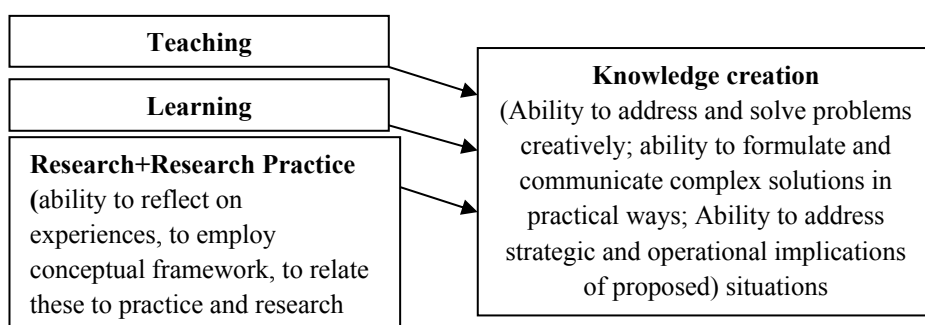 Teaching
Learning
Research+Research Practice
(ability to reflect on
experiences, to employ
conceptual framework, to relate
these to practice and research
Knowledge creation
(Ability to address and solve problems
creatively; ability to formulate and
communicate complex solutions in
practical ways; Ability to address
strategic and operational implications
of proposed) situations